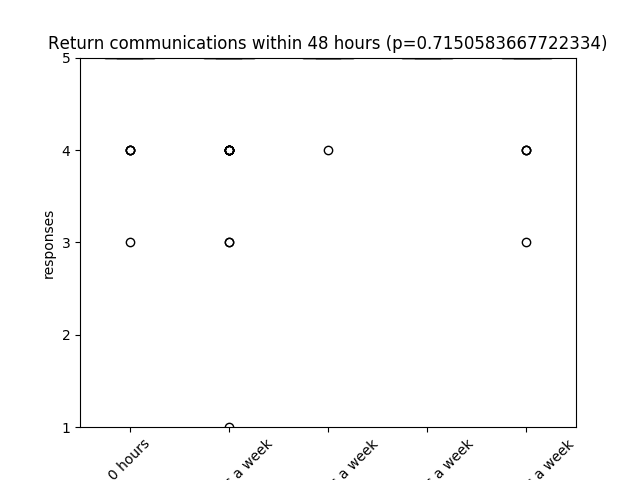 Return communications within 48 hours (p=0.7150583667722334)
5
4
3
2
1
responses
0 hours
a week
a week
a week
a week